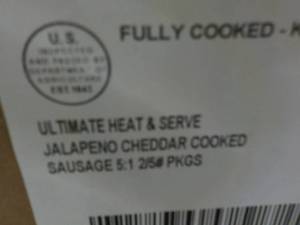 FULLY COOKED -
U.S.
INSPECTED
AND PASSED BY
DEPARTMENT OF
AGRICULTURE
EST.
ULTIMATE HEAT & SERVE
JALAPENO CHEDDAR COOKED
SAUSAGE 5:1 2/5# PKGS